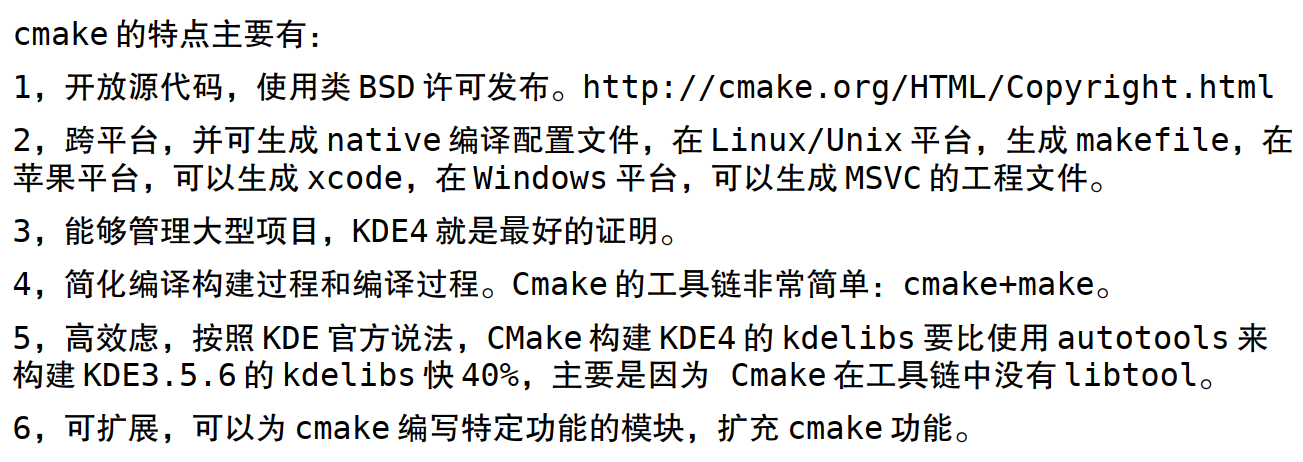 cmake 的特点主要有：
1，开放源代码，使用类 BSD 许可发布。http://cmake.org/HTML/Copyright.html
2，跨平台，并可生成 native 编译配置文件，在 Linux/Unix 平台，生成 makefile，在
苹果平台，可以生成 xcode，在 Windows 平台，可以生成 MSVC 的工程文件。
3，能够管理大型项目，KDE4 就是最好的证明。
4，简化编译构建过程和编译过程。Cmake 的工具链非常简单：cmake+make。
5，高效虑，按照 KDE 官方说法，CMake 构建 KDE4 的 kdelibs 要比使用 autotools 来
构建 KDE3.5.6 的 kdelibs 快 40%，主要是因为 Cmake 在工具链中没有 libtool。
6，可扩展，可以为 cmake 编写特定功能的模块，扩充 cmake 功能。